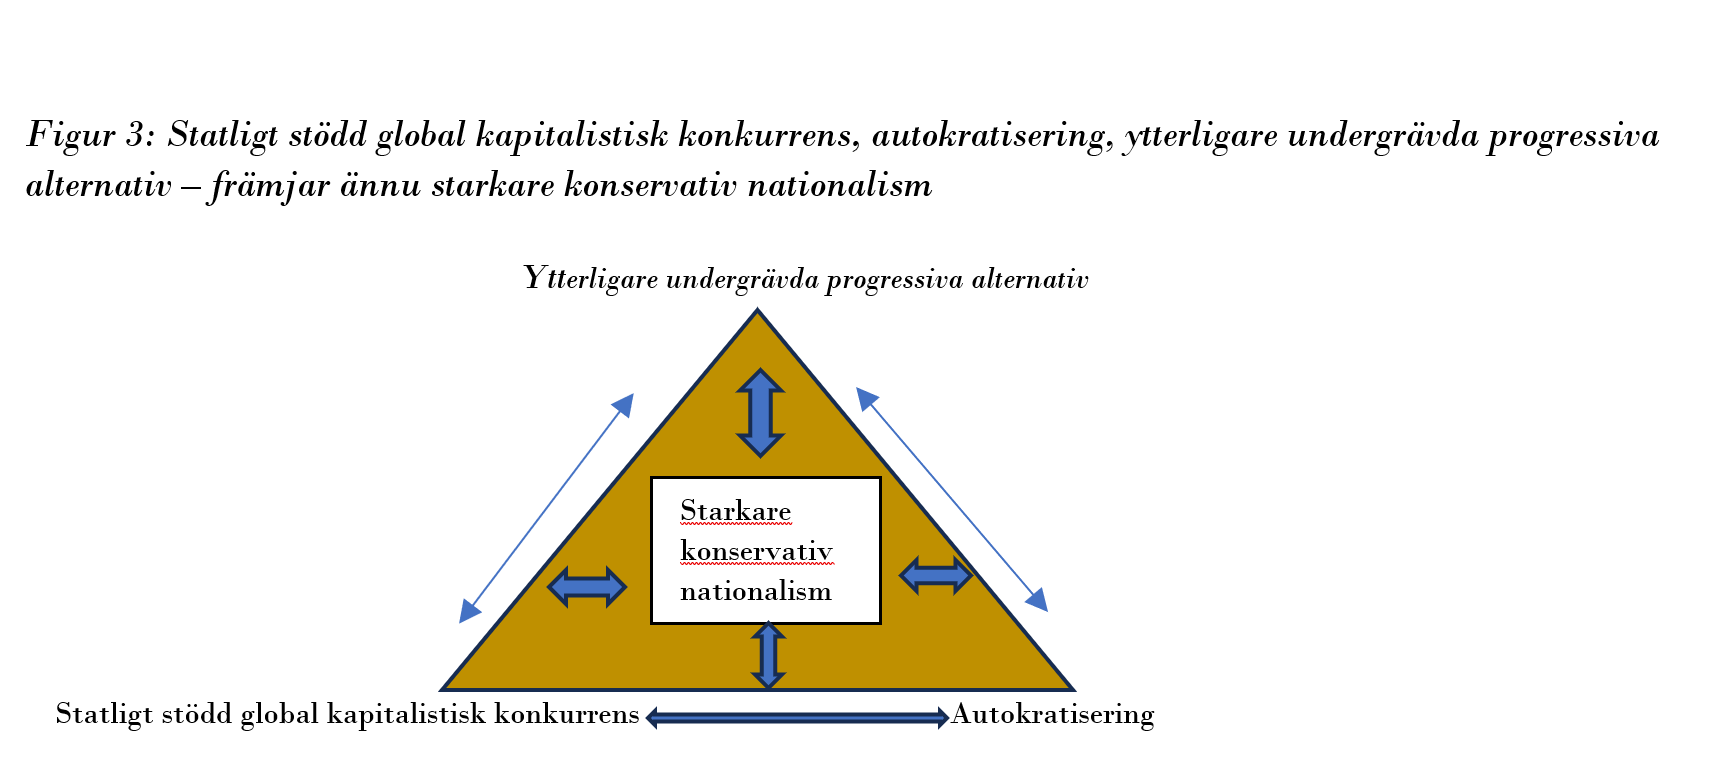 Figur 3: Statligt stödd global kapitalistisk konkurrens, autokratisering, ytterligare undergrävda progressiva
alternativ – främjar ännu starkare konservativ nationalism
Ytterligare undergrävda progressiva alternativ
Starkare
konservativ
nationalism
Statligt stödd global kapitalistisk konkurrens
Autokratisering